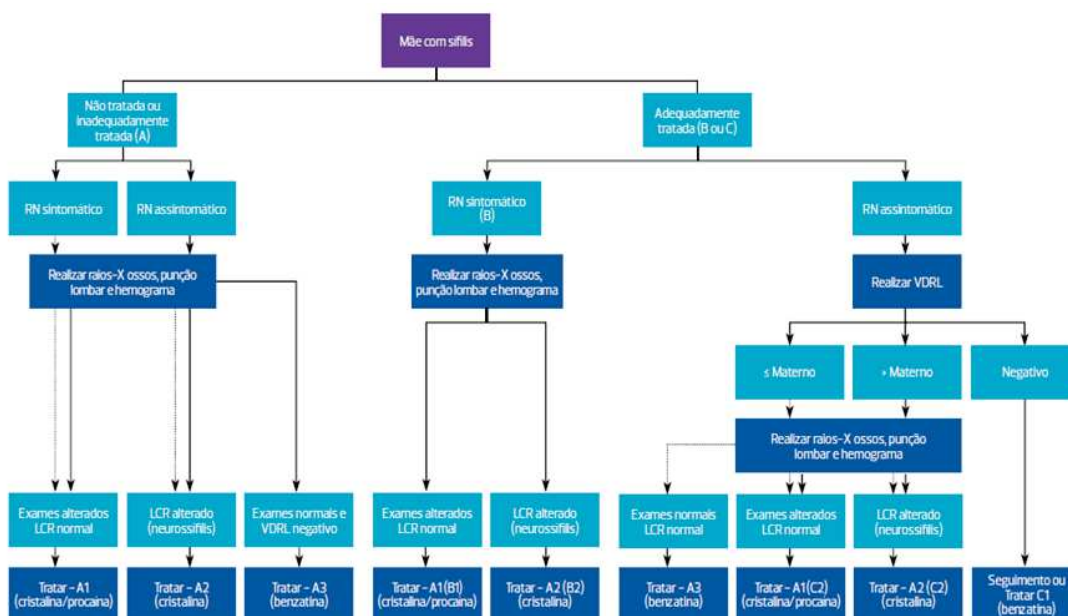 Mãe com sífilis
Não tratada ou
inadequadamente
tratada (A)
Adequadamente
tratada (B ou C)
RN sintomático
RN assintomático
RN sintomático
(B)
RN assintomático
Realizar raios-X ossos, punção
lombar e hemograma
Realizar raios-X ossos,
punção lombar e hemograma
Realizar VDRL
≤ Materno
> Materno
Negativo
Realizar raios-X ossos, punção
lombar e hemograma
Exames alterados
LCR normal
LCR alterado
(neurossífilis)
Exames normais e
VDRL negativo
Exames alterados
LCR normal
LCR alterado
(neurossífilis)
Exames normais
LCR normal
Exames alterados
LCR normal
LCR alterado
(neurossífilis)
Tratar - A1
(cristalina/procaína)
Tratar - A2
(cristalina)
Tratar - A3
(benzatina)
Tratar - A1 (B1)
(cristalina/procaína)
Tratar - A2 (B2)
(cristalina)
Tratar - A3
(benzatina)
Tratar - A1 (C2)
(cristalina/procaína)
Tratar - A2 (C2)
(cristalina)
Seguimento ou
Tratar C1
(benzatina)